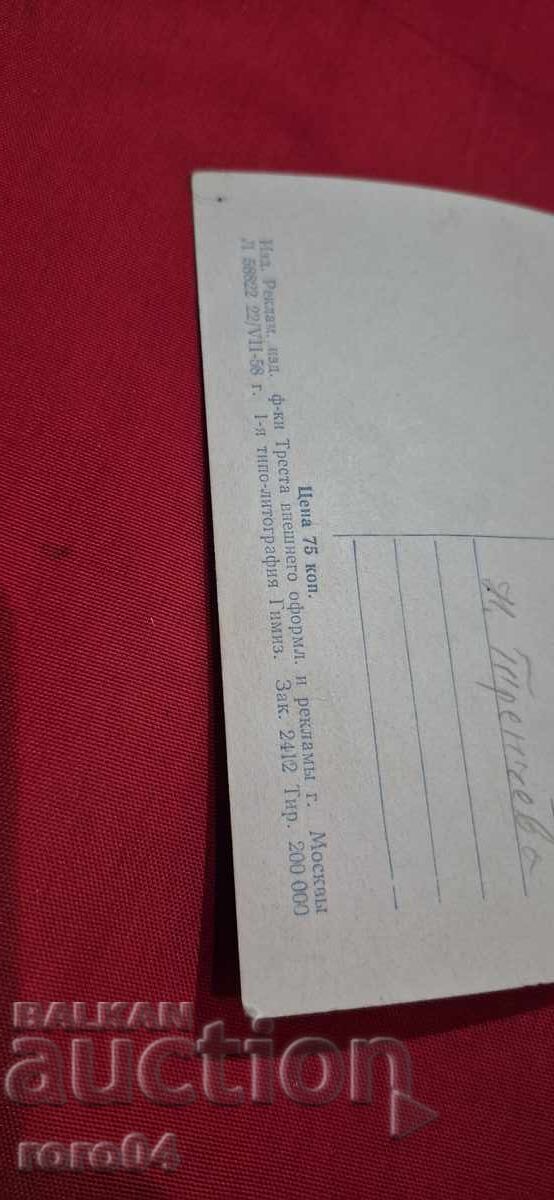 Цена 75 коп.
Изд. Реклам. изд. ф-ки Треста внешнего оформл. и рекламы г. Москвы
Л 58822 22/VII-58 г. 1-я типо-литография Гимиз. Зак. 2412 Тир. 200 000
BALKAN
auction
roro04